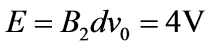 E = B₂dv₀ = 4V